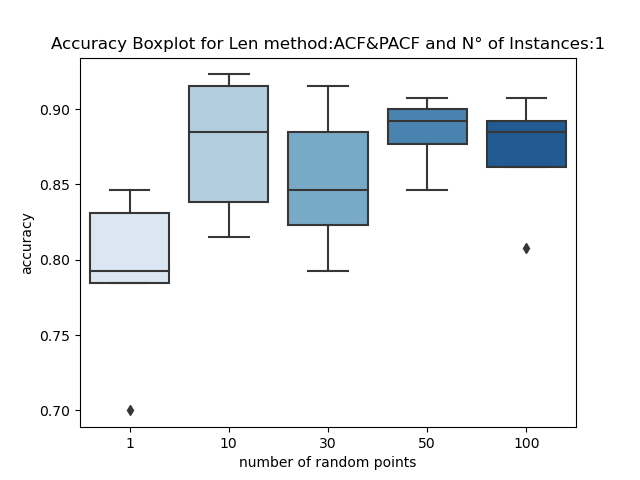 Accuracy Boxplot for Len method:ACF&PACF and N° of Instances:1
accuracy
0.90
0.85
0.80
0.75
0.70
1 10 30 50 100
number of random points